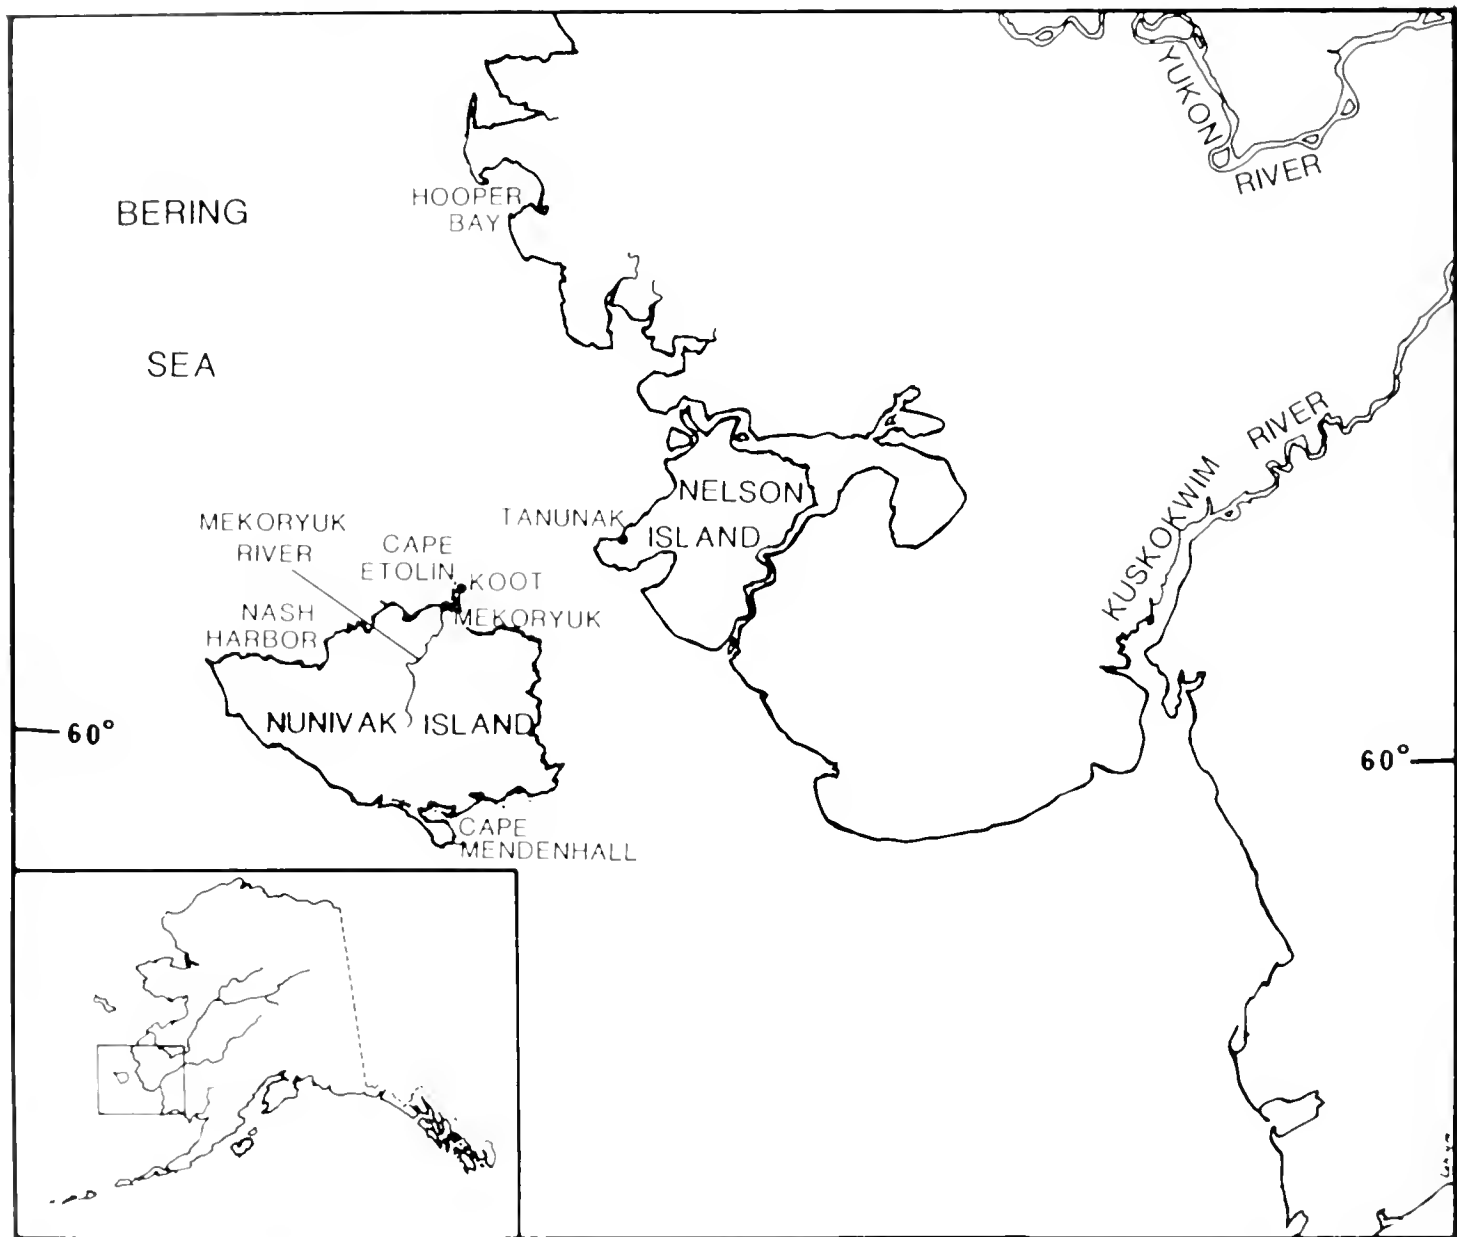 YUKON
RIVER
HOOPER
BAY
BERING
SEA
RIVER
KUSKOKWIM
NELSON
ISLAND
TANUNAK
MEKORYUK
RIVER
CAPE
ETOLIN
KOOT
MEKORYUK
NASH
HARBOR
NUNIVAK ISLAND
60°
60°
CAPE
MENDENHALL